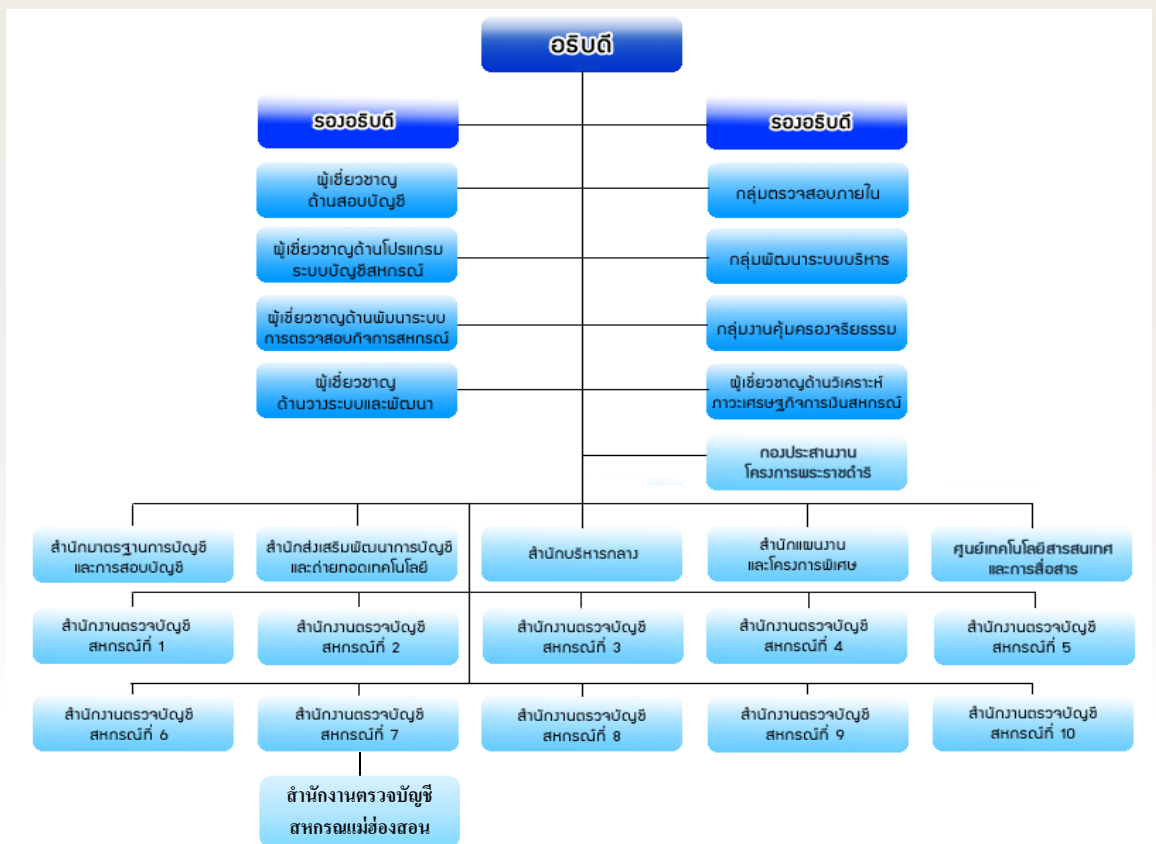 อธิบดี
รองอธิบดี
รองอธิบดี
ผู้เชี่ยวชาญ
ด้านสอบบัญชี
กลุ่มตรวจสอบภายใน
ผู้เชี่ยวชาญด้านโปรแกรม
ระบบบัญชีสหกรณ์
กลุ่มพัฒนาระบบบริหาร
ผู้เชี่ยวชาญด้านพัมนาระบบ
การตรวจสอบกิจการสหกรณ์
กลุ่มงานคุ้มครองจริยธรรม
ผู้เชี่ยวชาญ
ด้านวางระบบและพัฒนา
ผู้เชี่ยวชาญด้านวิเคราะห์
ภาวะเศรษฐกิจการเงินสหกรณ์
กองประสานงาน
โครงการพระราชดำริ
สำนักมาตรฐานการบัญชี
และการสอบบัญชี
สำนักส่งเสริมพัฒนาการบัญชี
และถ่ายทอดเทคโนโลยี
สำนักบริหารกลาง
สำนักแผนงาน
และโครงการพิเศษ
ศูนย์เทคโนโลยีสารสนเทศ
และการสื่อสาร
สำนักงานตรวจบัญชี
สหกรณ์ที่ 1
สำนักงานตรวจบัญชี
สหกรณ์ที่ 2
สำนักงานตรวจบัญชี
สหกรณ์ที่ 3
สำนักงานตรวจบัญชี
สหกรณ์ที่ 4
สำนักงานตรวจบัญชี
สหกรณ์ที่ 5
สำนักงานตรวจบัญชี
สหกรณ์ที่ 6
สำนักงานตรวจบัญชี
สหกรณ์ที่ 7
สำนักงานตรวจบัญชี
สหกรณ์ที่ 8
สำนักงานตรวจบัญชี
สหกรณ์ที่ 9
สำนักงานตรวจบัญชี
สหกรณ์ที่ 10
สำนักงานตรวจบัญชี
สหกรณแม่ฮ่องสอน